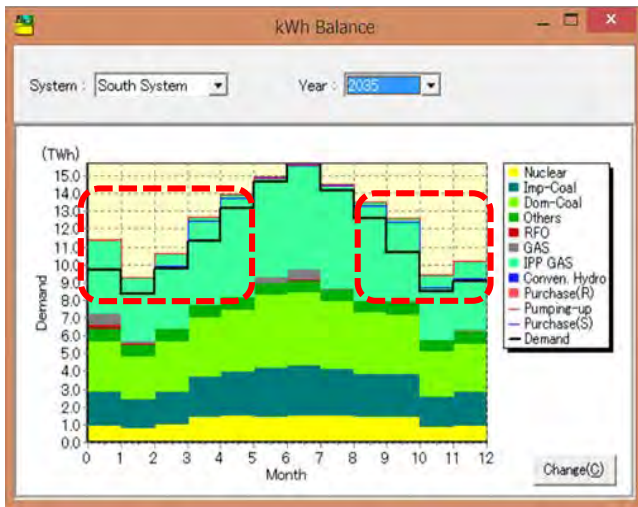 kWh Balance
System : South System
Year : 2035
(TWh)
15.0
14.0
13.0
12.0
11.0
10.0
9.0
8.0
7.0
6.0
5.0
4.0
3.0
2.0
1.0
0.0
Demand
0 1 2 3 4 5 6 7 8 9 10 11 12
Month
Nuclear
Imp-Coal
Dom-Coal
Others
RFO
GAS
IPP GAS
Conven. Hydro
Purchase(R)
Pumping-up
Purchase(S)
Demand
Change(C)